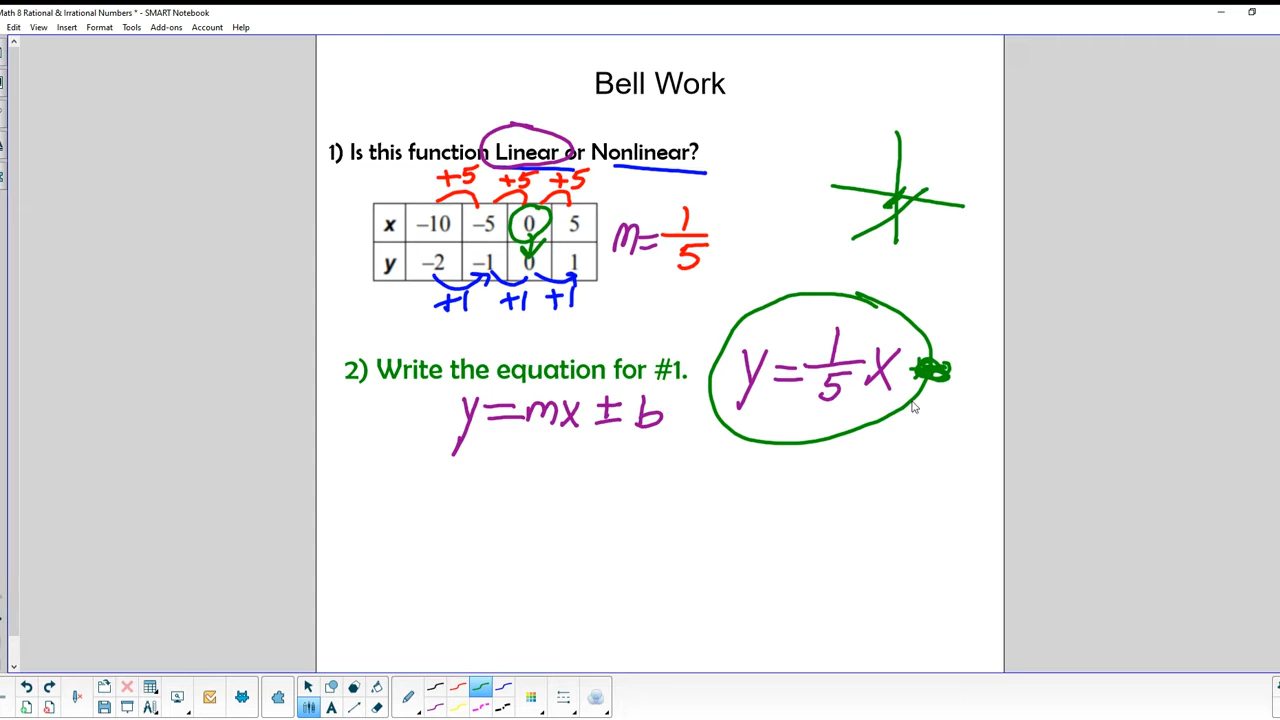 Math 8 Rational & Irrational Numbers * - SMART Notebook
Edit View Insert Format Tools Add-ons Account Help
Bell Work
1) Is this function Linear or Nonlinear?
+5 +5 +5
x –10 –5 0 5
y –2 –1 0 1
m = 1/5
+1 +1 +1
2) Write the equation for #1.
y = mx ± b
y = 1/5 x